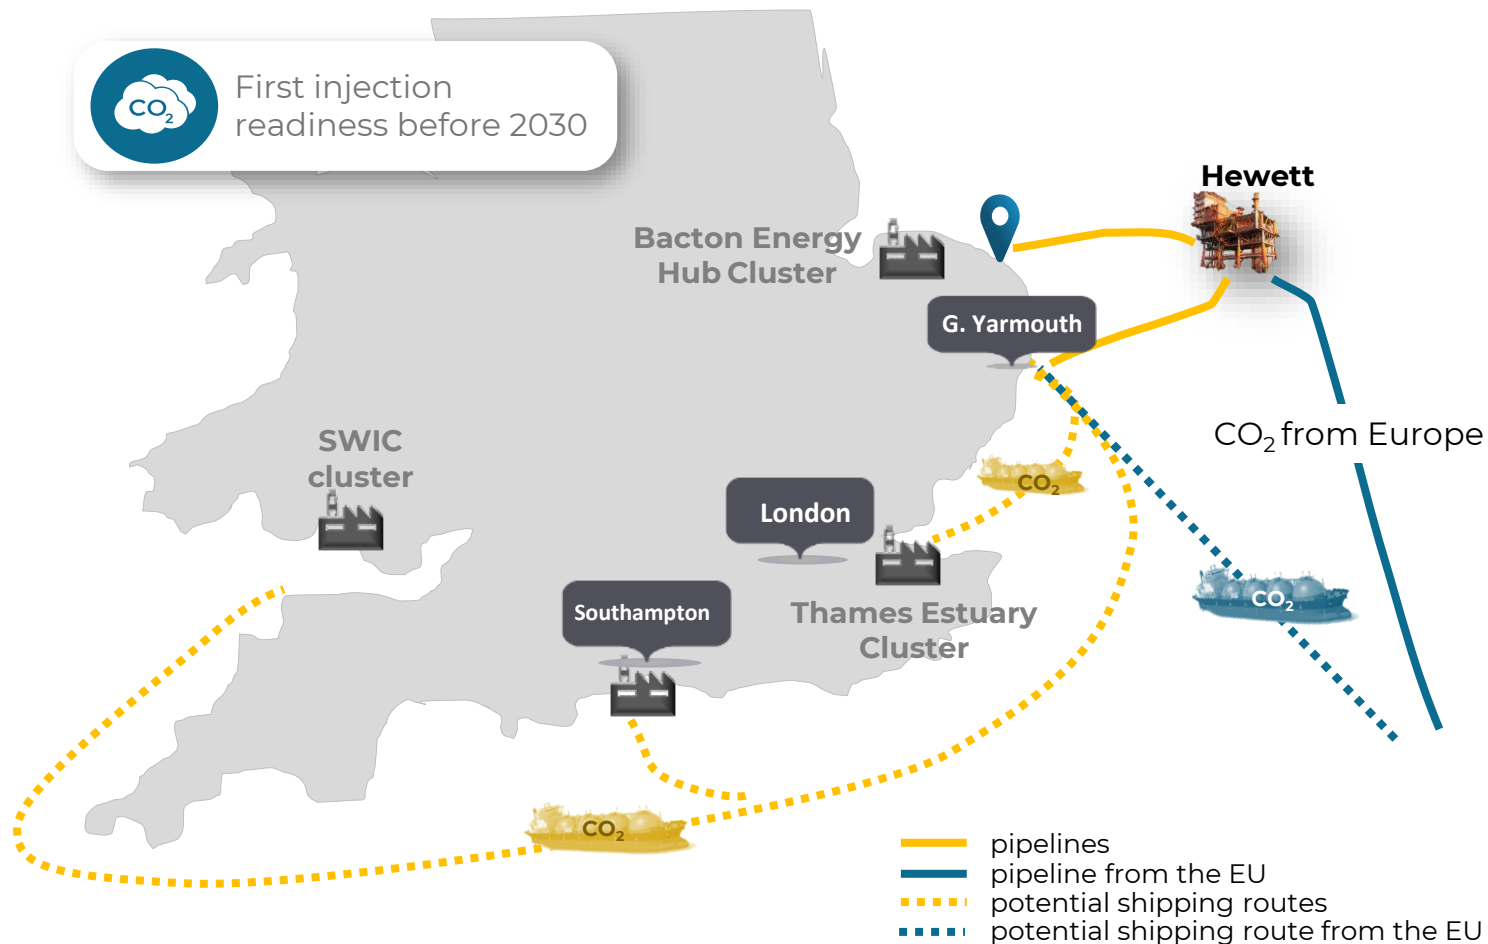 CO₂
First injection
readiness before 2030
Hewett
Bacton Energy
Hub Cluster
G. Yarmouth
CO₂ from Europe
SWIC
cluster
CO₂
London
Southampton
Thames Estuary
Cluster
CO₂
CO₂
pipelines
pipeline from the EU
potential shipping routes
potential shipping route from the EU